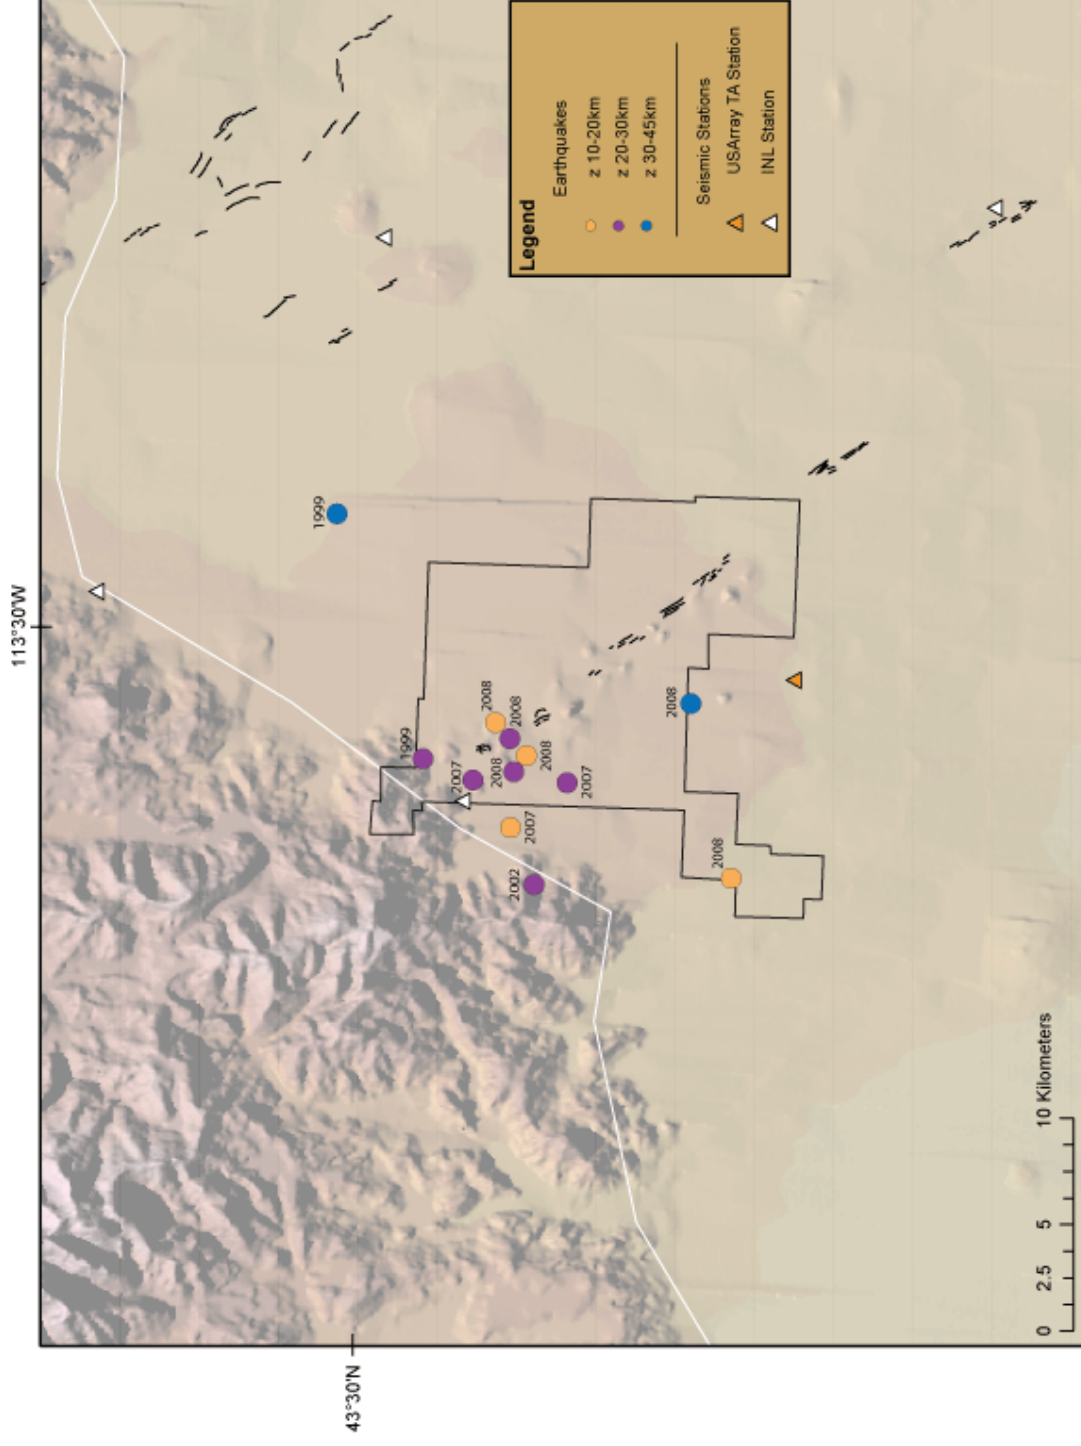 113°30'W
43°30'N
1999
1999
2007
2008
2008
2002
2008
2007
2008
2007
2008
2008
Legend
Earthquakes
z 10-20km
z 20-30km
z 30-45km
Seismic Stations
USArray TA Station
INL Station
0 2.5 5 10 Kilometers